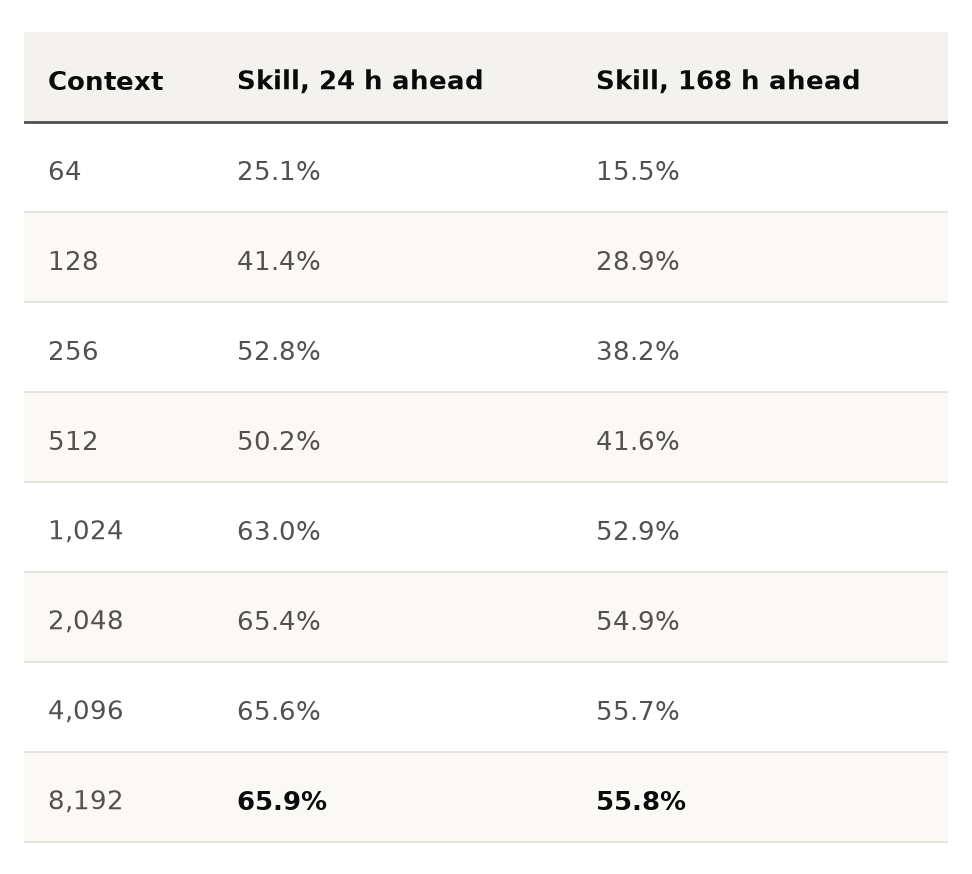 Context Skill, 24 h ahead Skill, 168 h ahead
64 25.1% 15.5%
128 41.4% 28.9%
256 52.8% 38.2%
512 50.2% 41.6%
1,024 63.0% 52.9%
2,048 65.4% 54.9%
4,096 65.6% 55.7%
8,192 65.9% 55.8%